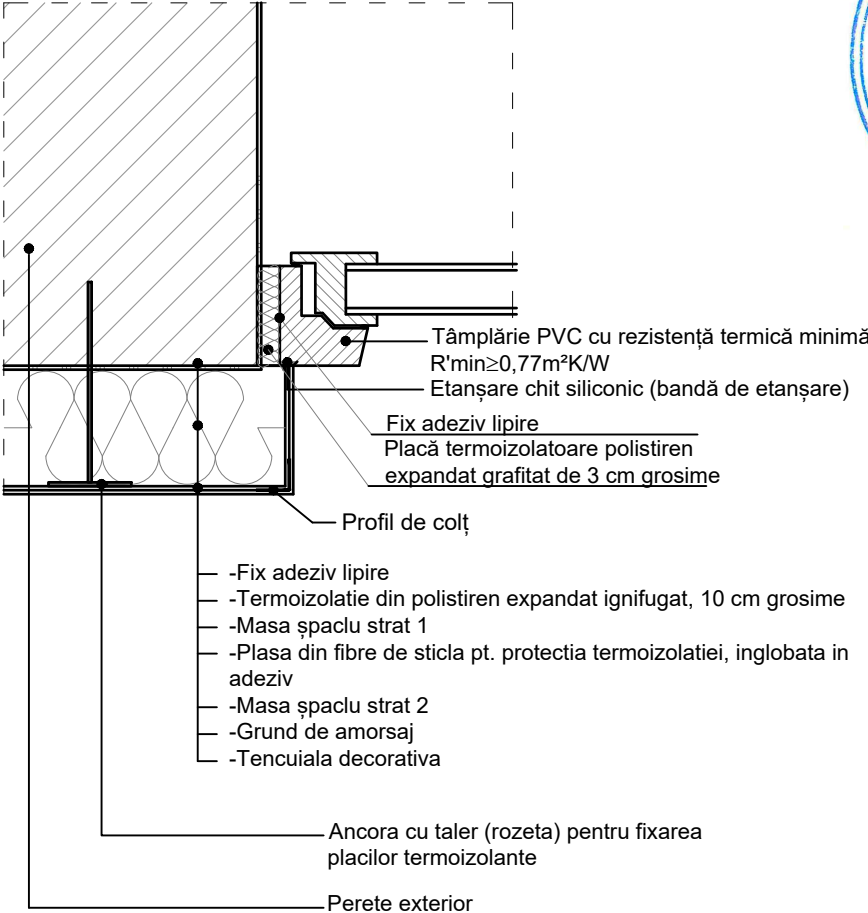 Tâmplărie PVC cu rezistență termică minimă
R'min≥0,77m²K/W
Etanșare chit siliconic (bandă de etanșare)
Fix adeziv lipire
Placă termoizolatoare polistiren
expandat grafitat de 3 cm grosime
Profil de colț
-Fix adeziv lipire
-Termoizolatie din polistiren expandat ignifugat, 10 cm grosime
-Masa șpaclu strat 1
-Plasa din fibre de sticla pt. protectia termoizolatiei, inglobata in
adeziv
-Masa șpaclu strat 2
-Grund de amorsaj
-Tencuiala decorativa
Ancora cu taler (rozeta) pentru fixarea
placilor termoizolante
Perete exterior